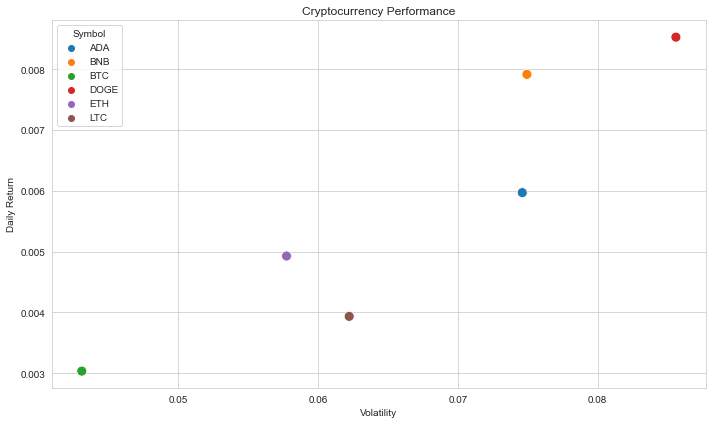 Cryptocurrency Performance
Symbol
ADA
BNB
BTC
DOGE
ETH
LTC
Daily Return
0.008
0.007
0.006
0.005
0.004
0.003
0.05 0.06 0.07 0.08
Volatility